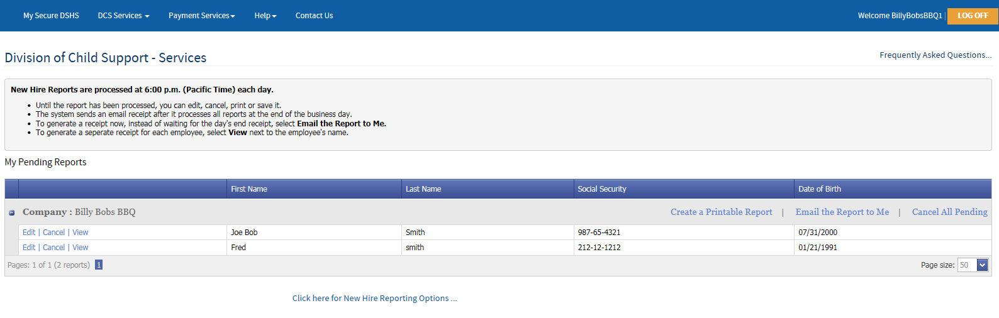 My Secure DSHS DCS Services Payment Services Help Contact Us Welcome BillyBobsBBQ1 | LOG OFF
Division of Child Support - Services Frequently Asked Questions...
New Hire Reports are processed at 6:00 p.m. (Pacific Time) each day.
• Until the report has been processed, you can edit, cancel, print or save it.
• The system sends an email receipt after it processes all reports at the end of the business day.
• To generate a receipt now, instead of waiting for the day's end receipt, select Email the Report to Me.
• To generate a seperate receipt for each employee, select View next to the employee's name.
My Pending Reports
First Name Last Name Social Security Date of Birth
Company : Billy Bobs BBQ Create a Printable Report | Email the Report to Me | Cancel All Pending
Edit | Cancel | View Joe Bob Smith 987-65-4321 07/31/2000
Edit | Cancel | View Fred smith 212-12-1212 01/21/1991
Pages: 1 of 1 (2 reports) 1 Page size: 50
Click here for New Hire Reporting Options ...